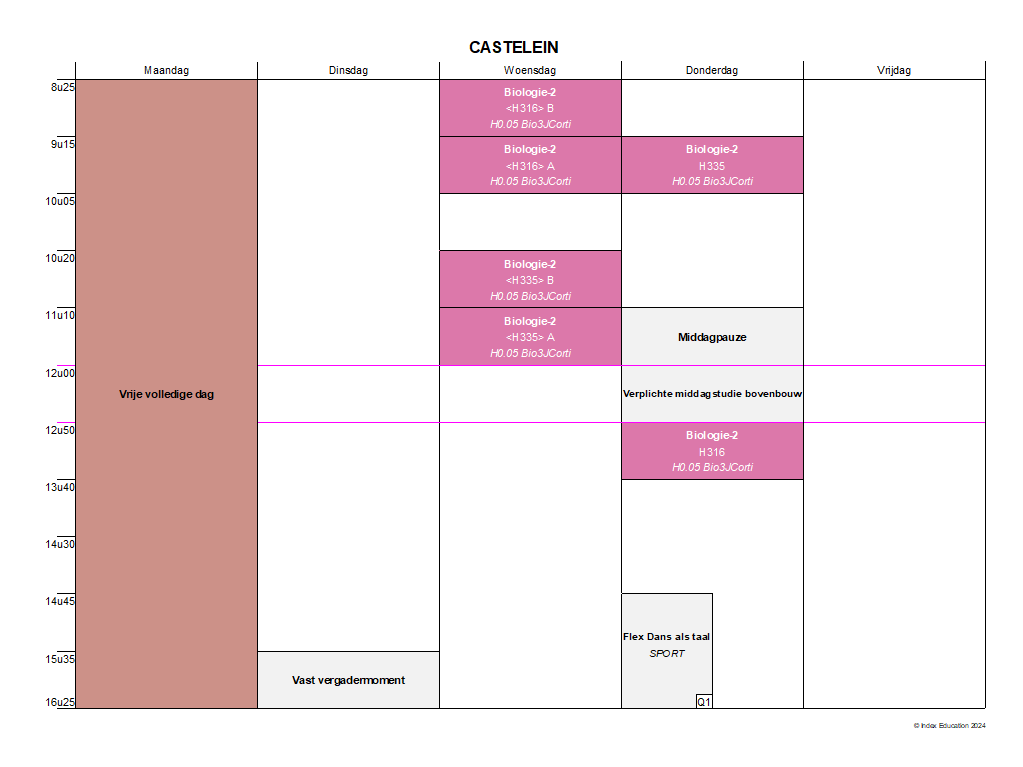 CASTELEIN
Maandag Dinsdag Woensdag Donderdag Vrijdag
8u25
Biologie-2
<H316> B
H0.05 Bio3JCorti
9u15
Biologie-2 Biologie-2
<H316> A H335
H0.05 Bio3JCorti H0.05 Bio3JCorti
10u05
10u20
Biologie-2
<H335> B
H0.05 Bio3JCorti
11u10
Biologie-2
<H335> A
H0.05 Bio3JCorti
Middagpauze
12u00
Vrije volledige dag
Verplichte middagstudie bovenbouw
12u50
Biologie-2
H316
H0.05 Bio3JCorti
13u40
14u30
14u45
Flex Dans als taal
SPORT
15u35
Vast vergadermoment
Q1
16u25
© Index Education 2024